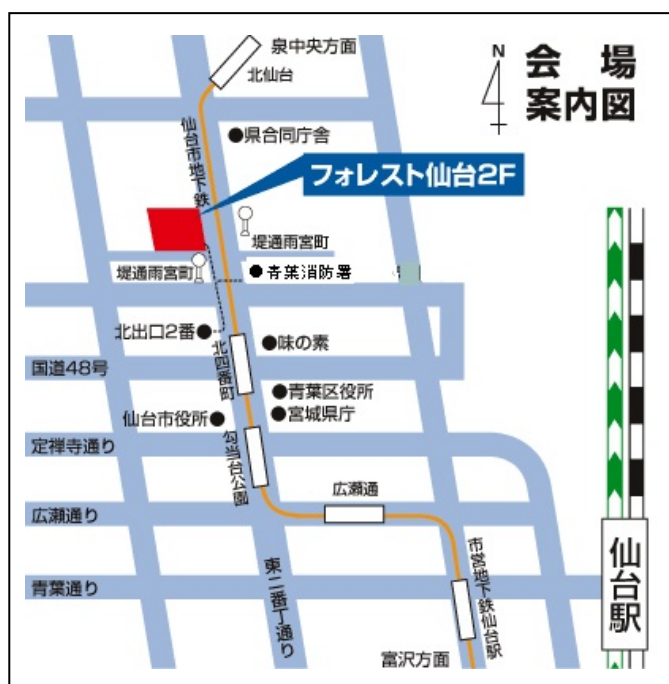 泉中央方面
北仙台
N
会場
案内図
仙台市地下鉄
県合同庁舎
フォレスト仙台2F
堤通雨宮町
堤通雨宮町
青葉消防署
北出口2番
味の素
国道48号
北四番町
青葉区役所
仙台市役所
宮城県庁
定禅寺通り
勾当台公園
広瀬通
広瀬通り
仙台駅
市営地下鉄仙台駅
東二番丁通り
青葉通り
富沢方面